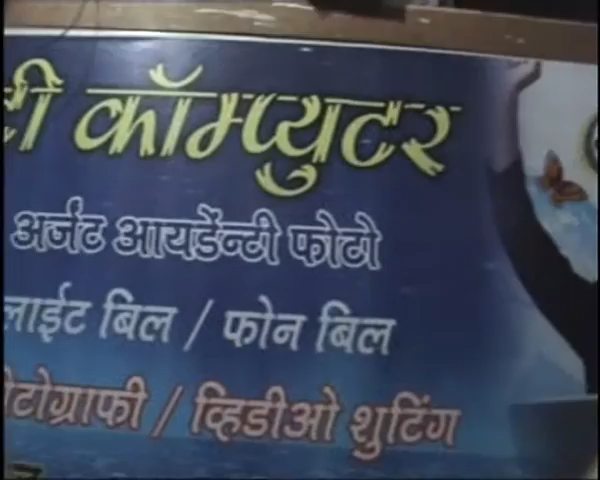 कॉम्प्युटर
अर्जंट आयडेंन्टी फोटो
लाईट बिल / फोन बिल
फोटोग्राफी / व्हिडीओ शुटिंग